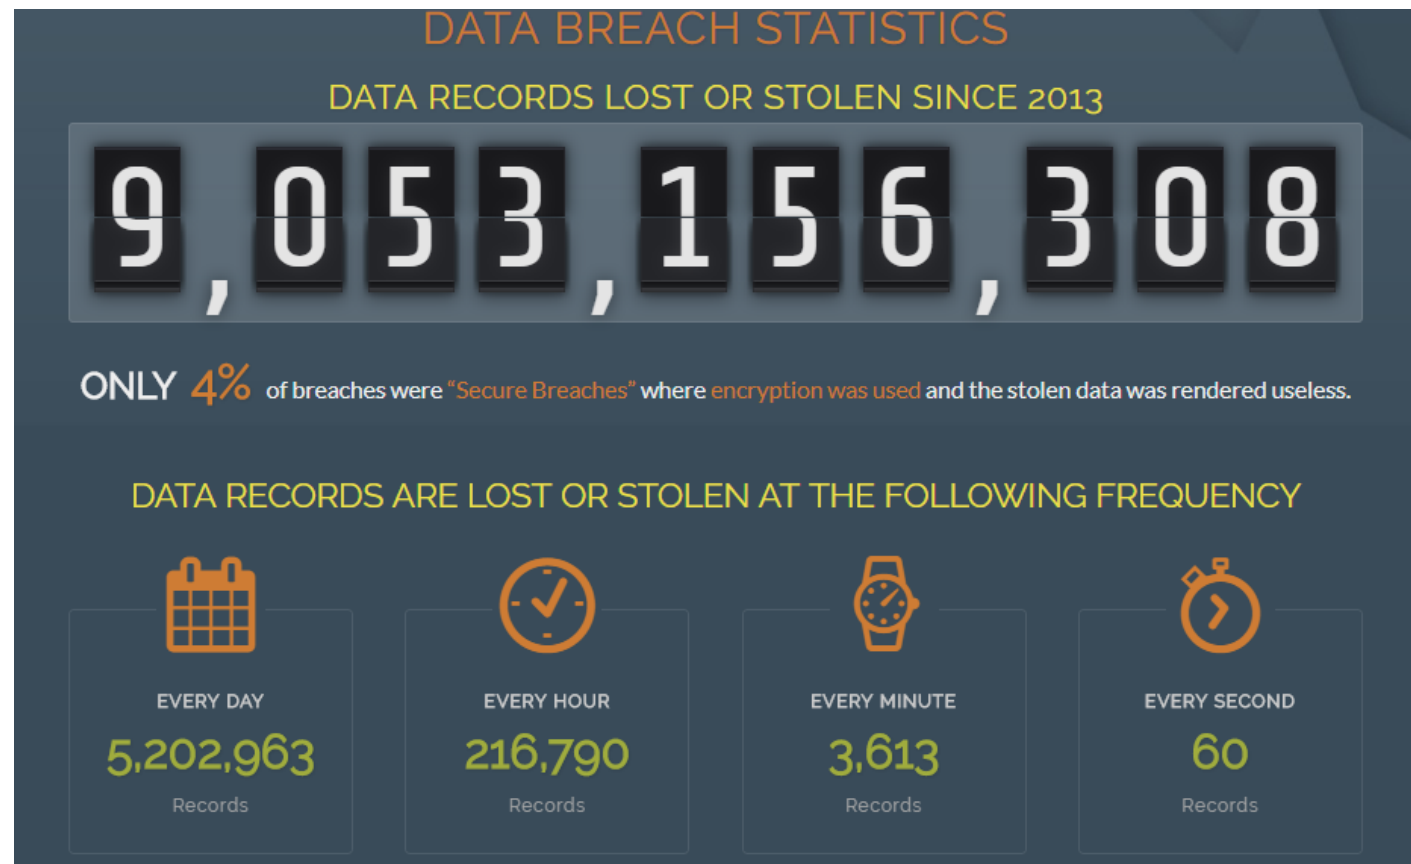 DATA BREACH STATISTICS
DATA RECORDS LOST OR STOLEN SINCE 2013
9,053,156,308
ONLY 4% of breaches were “Secure Breaches” where encryption was used and the stolen data was rendered useless.
DATA RECORDS ARE LOST OR STOLEN AT THE FOLLOWING FREQUENCY
EVERY DAY
5,202,963
Records
EVERY HOUR
216,790
Records
EVERY MINUTE
3,613
Records
EVERY SECOND
60
Records